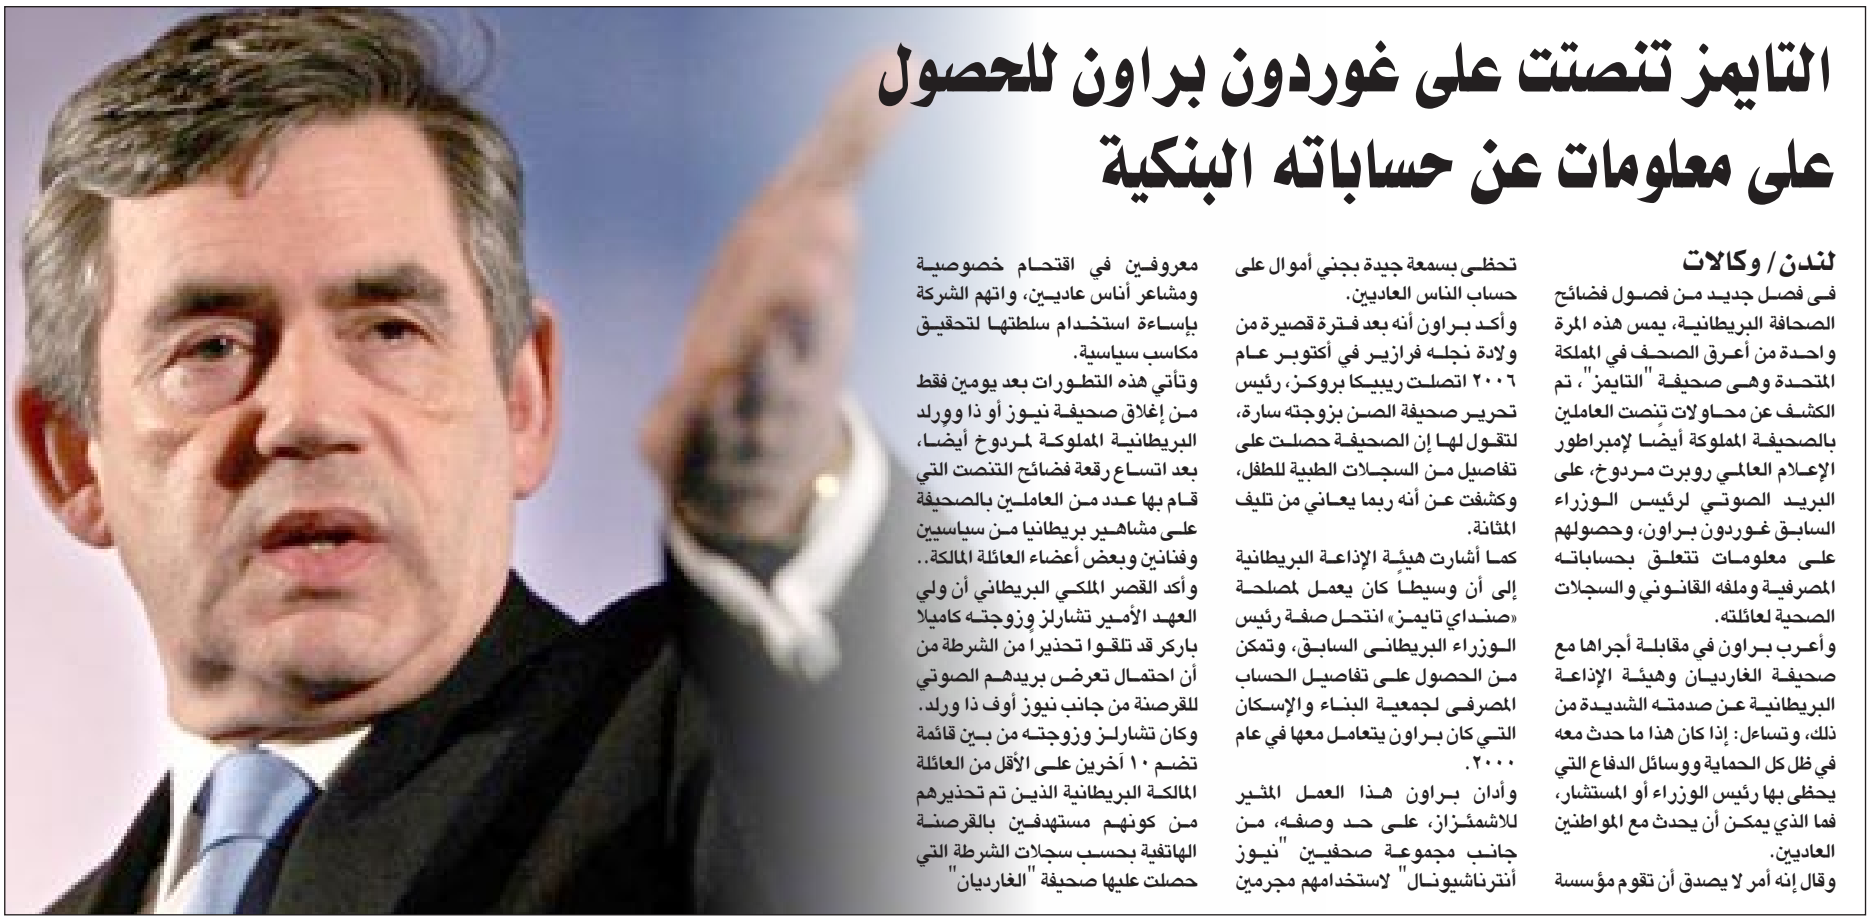 التايمز تنصتت على غوردون براون للحصول
على معلومات عن حساباته البنكية
لندن/ وكالات
فى فصل جديد من فصول فضائح
الصحافة البريطانية، يمس هذه المرة
واحدة من أعرق الصحف في المملكة
المتحدة وهى صحيفة "التايمز"، تم
الكشف عن محاولات تنصت العاملين
بالصحيفة المملوكة أيضًا لإمبراطور
الإعلام العالمي روبرت مردوخ، على
البريد الصوتي لرئيس الوزراء
السابق غوردون براون، وحصولهم
على معلومات تتعلق بحساباته
المصرفية وملفه القانوني والسجلات
الصحية لعائلته.
وأعرب براون في مقابلة أجراها مع
صحيفة الغارديان وهيئة الإذاعة
البريطانية عن صدمته الشديدة من
ذلك، وتساءل: إذا كان هذا ما حدث معه
في ظل كل الحماية ووسائل الدفاع التي
يحظى بها رئيس الوزراء أو المستشار،
فما الذي يمكن أن يحدث مع المواطنين
العاديين.
وقال إنه أمر لا يصدق أن تقوم مؤسسة
تحظى بسمعة جيدة بجني أموال على
حساب الناس العاديين.
وأكد براون أنه بعد فترة قصيرة من
ولادة نجله فرازير في أكتوبر عام
٢٠٠٦ اتصلت ريبيكا بروكز، رئيس
تحرير صحيفة الصن بزوجته سارة،
لتقول لها إن الصحيفة حصلت على
تفاصيل من السجلات الطبية للطفل،
وكشفت عن أنه ربما يعاني من تليف
المثانة.
كما أشارت هيئة الإذاعة البريطانية
إلى أن وسيطاً كان يعمل لمصلحة
«صنداي تايمز» انتحل صفة رئيس
الوزراء البريطانى السابق، وتمكن
من الحصول على تفاصيل الحساب
المصرفى لجمعية البناء والإسكان
التي كان براون يتعامل معها في عام
٢٠٠٠.
وأدان براون هذا العمل المثير
للاشمئزاز، على حد وصفه، من
جانب مجموعة صحفيين "نيوز
أنترناشيونال" لاستخدامهم مجرمين
معروفين في اقتحام خصوصية
ومشاعر أناس عاديين، واتهم الشركة
بإساءة استخدام سلطتها لتحقيق
مكاسب سياسية.
وتأتي هذه التطورات بعد يومين فقط
من إغلاق صحيفة نيوز أو ذا وورلد
البريطانية المملوكة لمردوخ أيضًا،
بعد اتساع رقعة فضائح التنصت التي
قام بها عدد من العاملين بالصحيفة
على مشاهير بريطانيا من سياسيين
وفنانين وبعض أعضاء العائلة المالكة..
وأكد القصر الملكي البريطاني أن ولي
العهد الأمير تشارلز وزوجته كاميلا
باركر قد تلقوا تحذيراً من الشرطة من
أن احتمال تعرض بريدهم الصوتي
للقرصنة من جانب نيوز أوف ذا ورلد.
وكان تشارلز وزوجته من بين قائمة
تضم ١٠ آخرين على الأقل من العائلة
المالكة البريطانية الذين تم تحذيرهم
من كونهم مستهدفين بالقرصنة
الهاتفية بحسب سجلات الشرطة التي
حصلت عليها صحيفة "الغارديان"